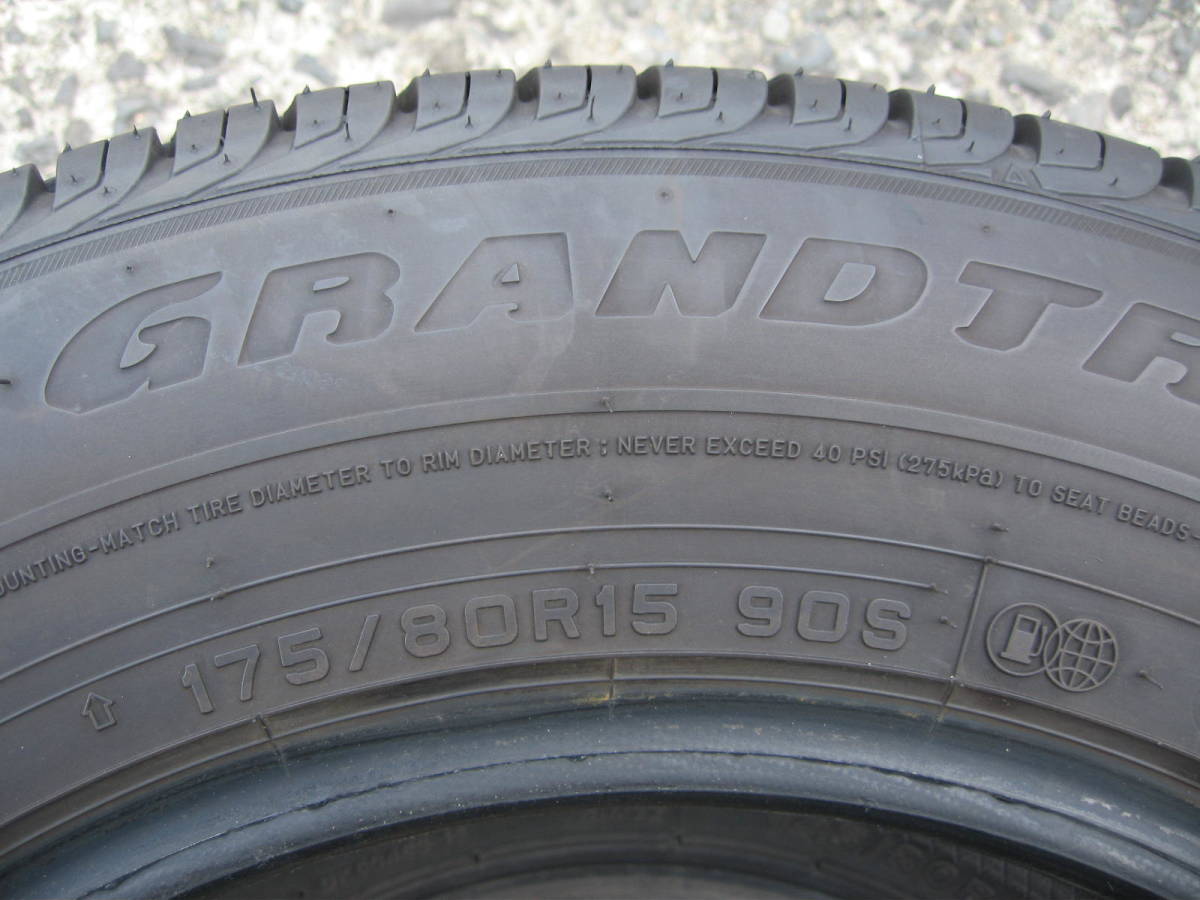 GRANDTR
UNTING-MATCH TIRE DIAMETER TO RIM DIAMETER ; NEVER EXCEED 40 PSI (275kPa) TO SEAT BEADS-
175/80R15 90S